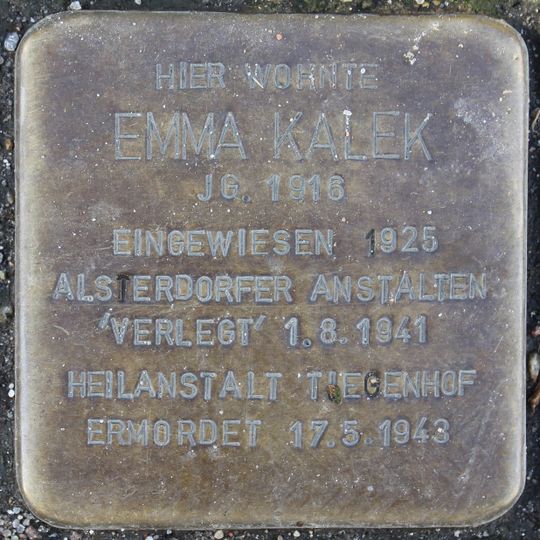 HIER WOHNTE
EMMA KALEK
JG. 1916
EINGEWIESEN 1925
ALSTERDORFER ANSTALTEN
'VERLEGT' 1.8.1941
HEILANSTALT TIEGENHOF
ERMORDET 17.5.1943